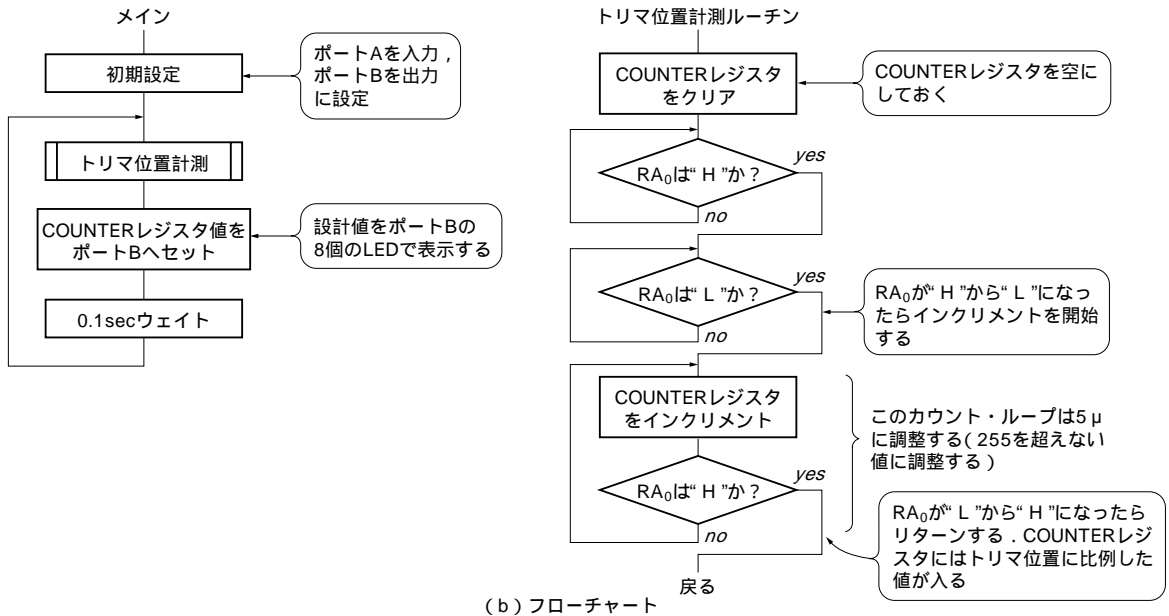 メイン
初期設定
ポートAを入力，
ポートBを出力
に設定
トリマ位置計測
COUNTERレジスタ値を
ポートBへセット
設計値をポートBの
8個のLEDで表示する
0.1secウェイト
トリマ位置計測ルーチン
COUNTERレジスタ
をクリア
COUNTERレジスタを空に
しておく
RA₀は“H”か？
yes
no
RA₀は“L”か？
yes
no
RA₀が“H”から“L”になっ
たらインクリメントを開始
する
COUNTERレジスタ
をインクリメント
このカウント・ループは5μ
に調整する（255を超えない
値に調整する）
RA₀は“H”か？
yes
no
RA₀が“L”から“H”になったら
リターンする．COUNTERレジ
スタにはトリマ位置に比例した
値が入る
戻る
（b）フローチャート